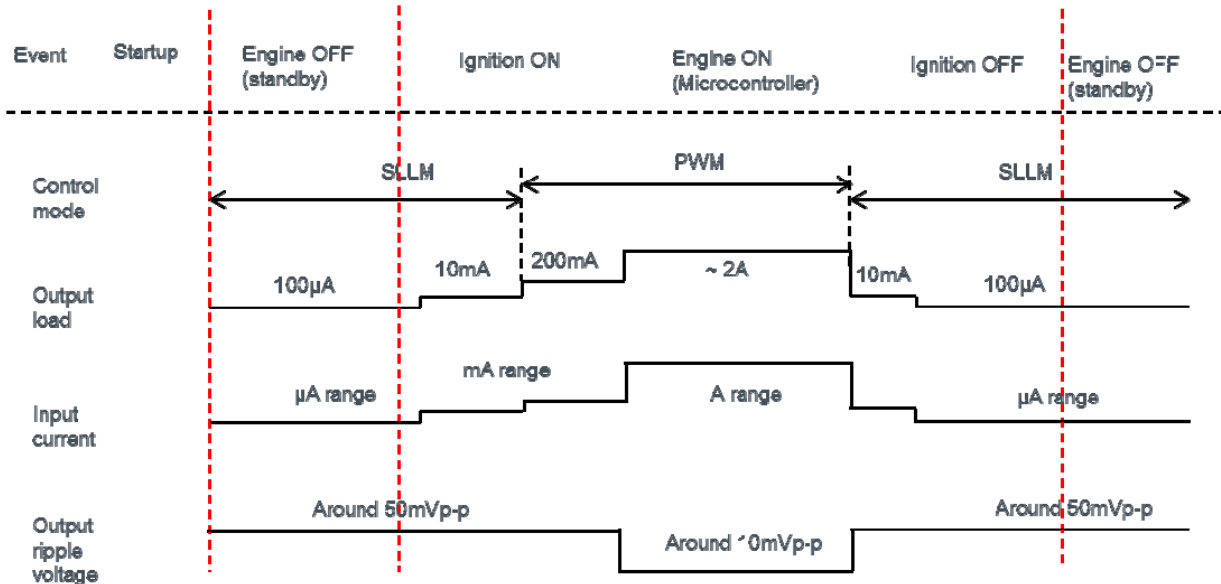 Event
Startup
Engine OFF
(standby)
Ignition ON
Engine ON
(Microcontroller)
Ignition OFF
Engine OFF
(standby)
Control
mode
SLLM
PWM
SLLM
Output
load
100µA
10mA
200mA
~ 2A
10mA
100µA
Input
current
µA range
mA range
A range
µA range
Output
ripple
voltage
Around 50mVp-p
Around 10mVp-p
Around 50mVp-p